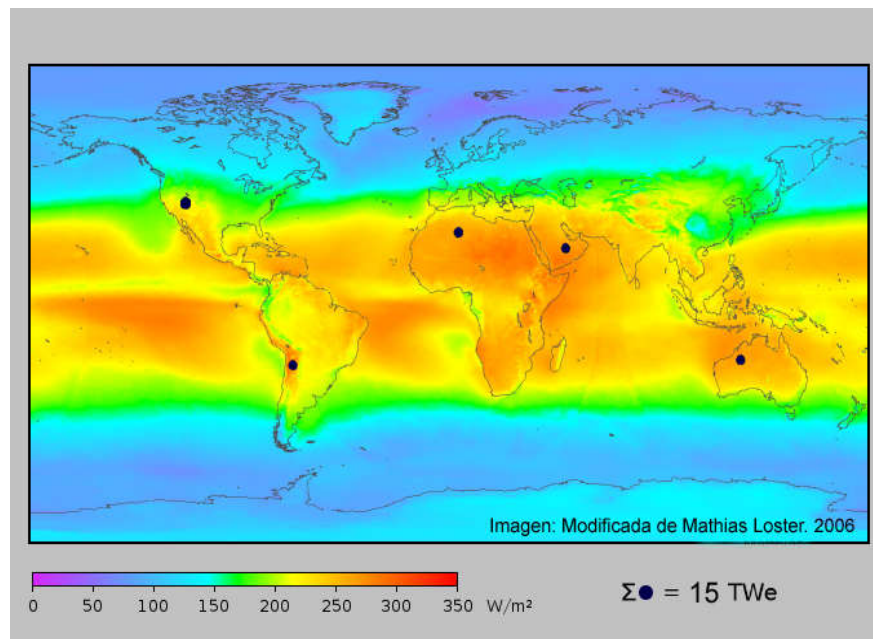 Imagen: Modificada de Mathias Loster. 2006
0 50 100 150 200 250 300 350 W/m²
Σ● = 15 TWe